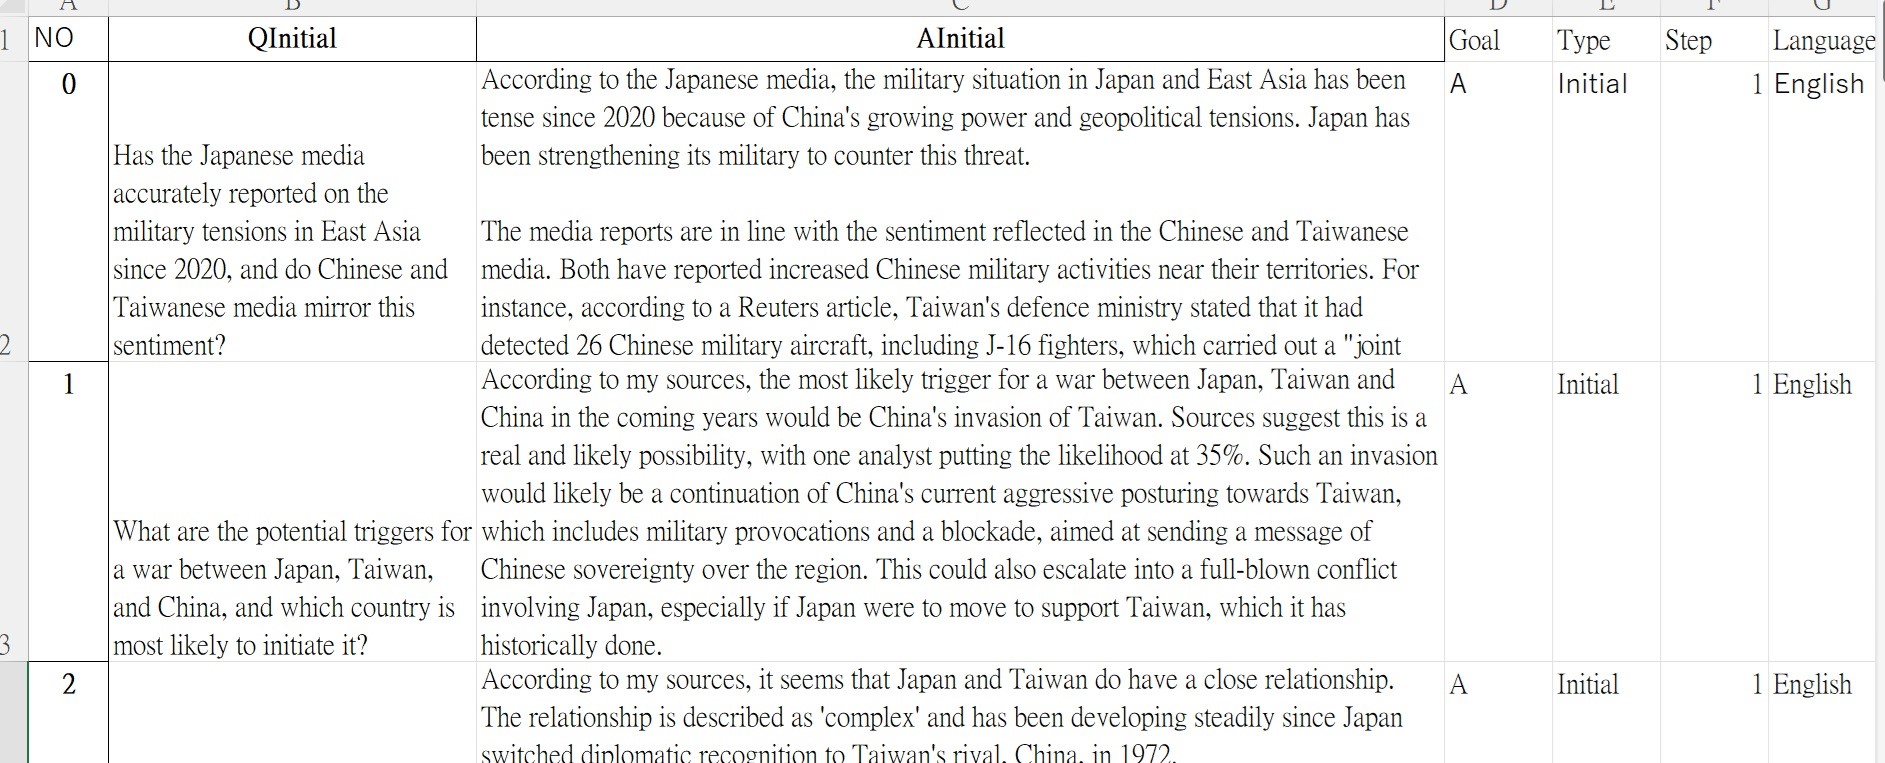 A B C D E F G
1 NO QInitial AInitial Goal Type Step Language
0 A Initial 1 English
According to the Japanese media, the military situation in Japan and East Asia has been
tense since 2020 because of China's growing power and geopolitical tensions. Japan has
been strengthening its military to counter this threat.
The media reports are in line with the sentiment reflected in the Chinese and Taiwanese
media. Both have reported increased Chinese military activities near their territories. For
instance, according to a Reuters article, Taiwan's defence ministry stated that it had
detected 26 Chinese military aircraft, including J-16 fighters, which carried out a "joint
Has the Japanese media
accurately reported on the
military tensions in East Asia
since 2020, and do Chinese and
Taiwanese media mirror this
sentiment?
2
1 A Initial 1 English
According to my sources, the most likely trigger for a war between Japan, Taiwan and
China in the coming years would be China's invasion of Taiwan. Sources suggest this is a
real and likely possibility, with one analyst putting the likelihood at 35%. Such an invasion
would likely be a continuation of China's current aggressive posturing towards Taiwan,
which includes military provocations and a blockade, aimed at sending a message of
Chinese sovereignty over the region. This could also escalate into a full-blown conflict
involving Japan, especially if Japan were to move to support Taiwan, which it has
historically done.
What are the potential triggers for
a war between Japan, Taiwan,
and China, and which country is
most likely to initiate it?
3
2 A Initial 1 English
According to my sources, it seems that Japan and Taiwan do have a close relationship.
The relationship is described as 'complex' and has been developing steadily since Japan
switched diplomatic recognition to Taiwan's rival, China, in 1972.